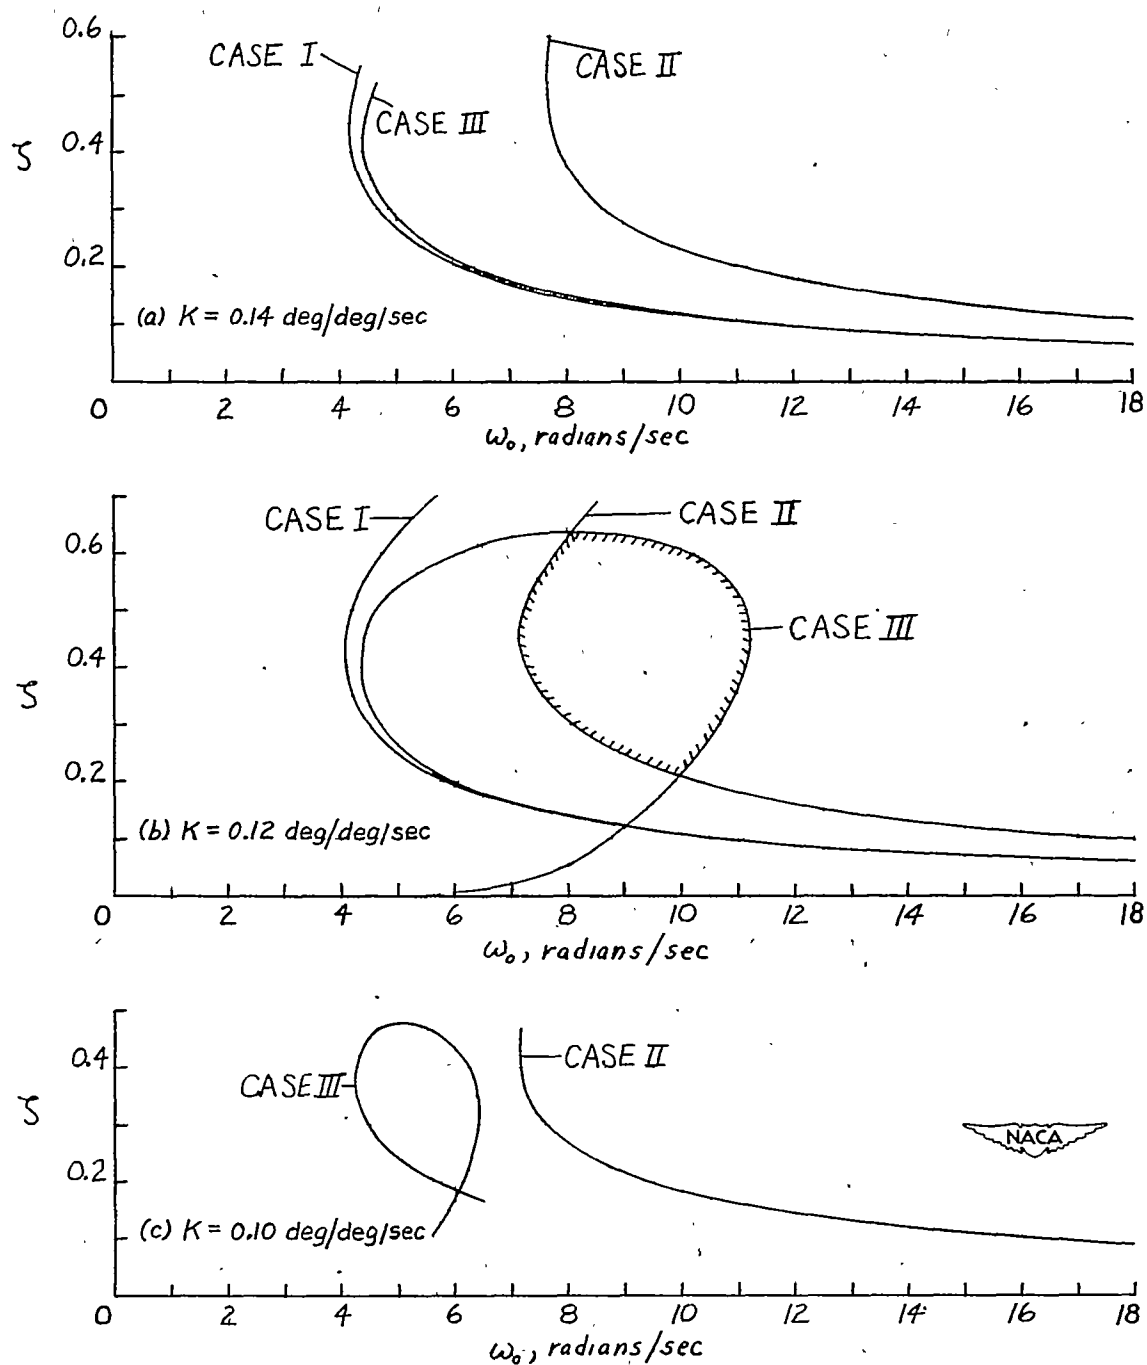 0.6
CASE I
CASE II
CASE III
ζ 0.4
0.2
(a) K = 0.14 deg/deg/sec
0 2 4 6 8 10 12 14 16 18
ω₀, radians/sec
CASE I
CASE II
0.6
CASE III
ζ 0.4
0.2
(b) K = 0.12 deg/deg/sec
0 2 4 6 8 10 12 14 16 18
ω₀, radians/sec
0.4
CASE II
CASE III
ζ
NACA
0.2
(c) K = 0.10 deg/deg/sec
0 2 4 6 8 10 12 14 16 18
ω₀, radians/sec